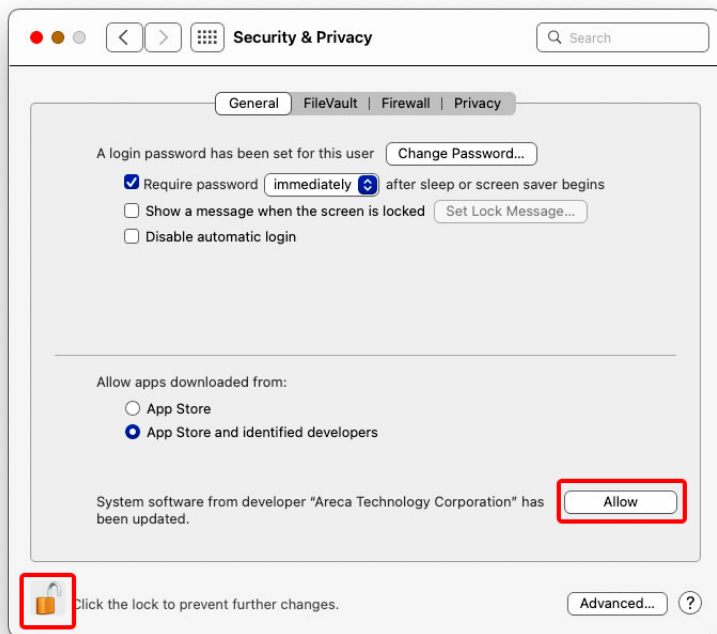 Security & Privacy
Search
General | FileVault | Firewall | Privacy
A login password has been set for this user Change Password...
Require password immediately after sleep or screen saver begins
Show a message when the screen is locked Set Lock Message...
Disable automatic login
Allow apps downloaded from:
App Store
App Store and identified developers
System software from developer “Areca Technology Corporation” has Allow
been updated.
Click the lock to prevent further changes. Advanced... ?